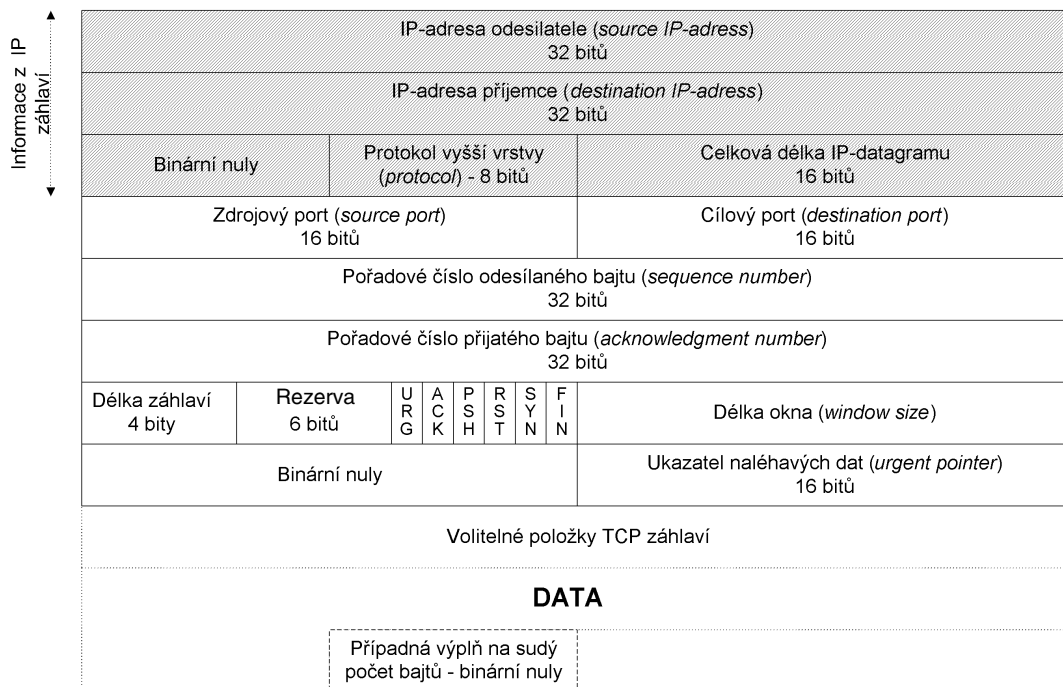 Informace z IP
záhlaví
IP-adresa odesilatele (source IP-adress)
32 bitů
IP-adresa příjemce (destination IP-adress)
32 bitů
Binární nuly
Protokol vyšší vrstvy
(protocol) - 8 bitů
Celková délka IP-datagramu
16 bitů
Zdrojový port (source port)
16 bitů
Cílový port (destination port)
16 bitů
Pořadové číslo odesílaného bajtu (sequence number)
32 bitů
Pořadové číslo přijatého bajtu (acknowledgment number)
32 bitů
Délka záhlaví
4 bity
Rezerva
6 bitů
URG
ACK
PSH
RST
SYN
FIN
Délka okna (window size)
Binární nuly
Ukazatel naléhavých dat (urgent pointer)
16 bitů
Volitelné položky TCP záhlaví
DATA
Případná výplň na sudý
počet bajtů - binární nuly